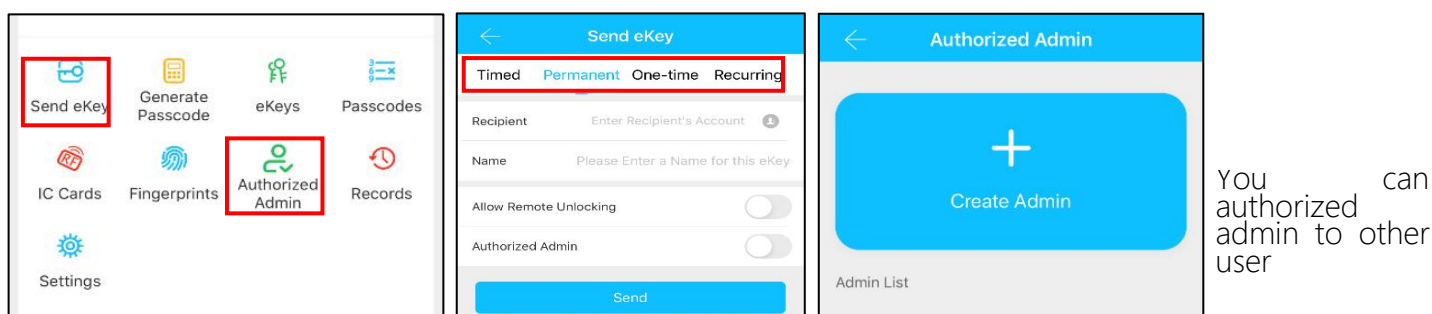 Send eKey
Generate
Passcode
eKeys
Passcodes
IC Cards
Fingerprints
Authorized
Admin
Records
Settings
Send eKey
Timed Permanent One-time Recurring
Recipient Enter Recipient's Account
Name Please Enter a Name for this eKey
Allow Remote Unlocking
Authorized Admin
Send
Authorized Admin
Create Admin
Admin List
You can
authorized
admin to other
user